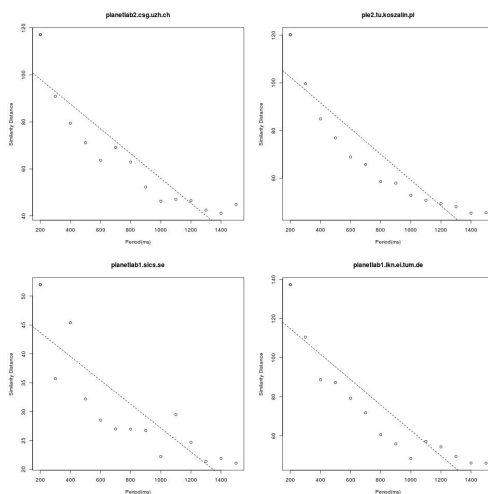 planetlab2.csg.uzh.ch
120
100
80
60
40
Similarity Distance
200 400 600 800 1000 1200 1400
Period(ms)
ple2.tu.koszalin.pl
120
100
80
60
Similarity Distance
200 400 600 800 1000 1200 1400
Period(ms)
planetlab1.sics.se
50
45
40
35
30
25
20
Similarity Distance
200 400 600 800 1000 1200 1400
Period(ms)
planetlab1.lkn.ei.tum.de
140
120
100
80
60
Similarity Distance
200 400 600 800 1000 1200 1400
Period(ms)